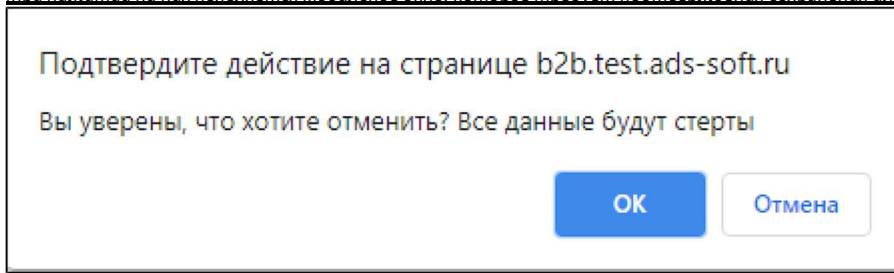 Подтвердите действие на странице b2b.test.ads-soft.ru
Вы уверены, что хотите отменить? Все данные будут стерты
ОК Отмена